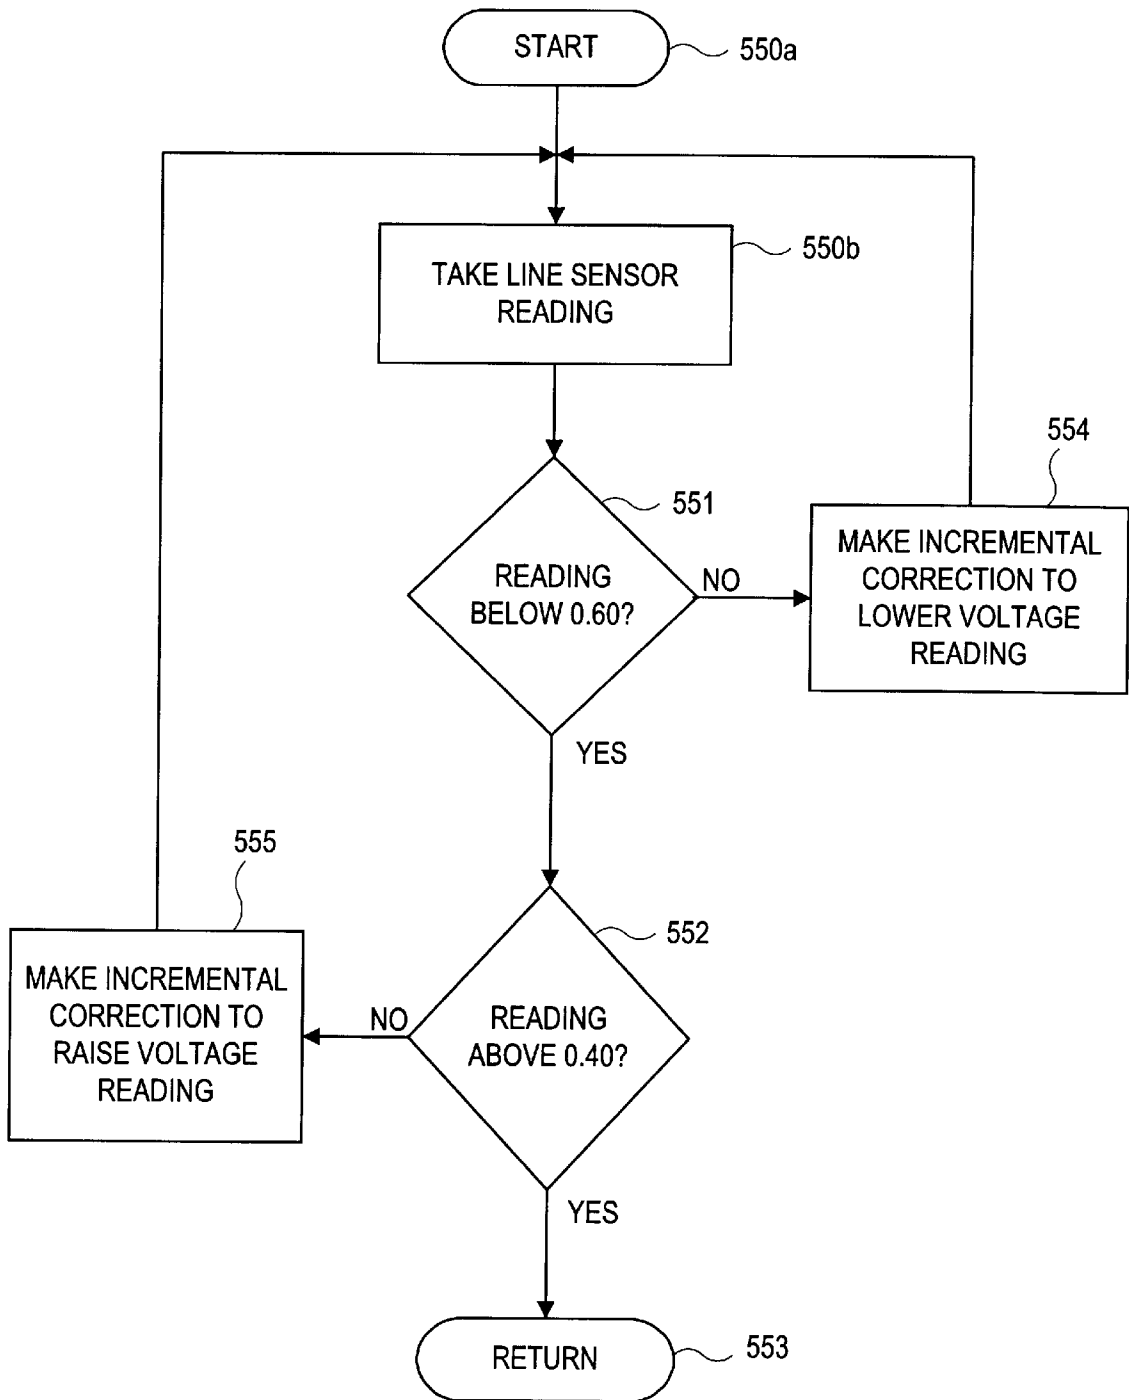 START
550a
550b
TAKE LINE SENSOR
READING
554
551
MAKE INCREMENTAL
CORRECTION TO
LOWER VOLTAGE
READING
READING
BELOW 0.60?
NO
YES
555
552
MAKE INCREMENTAL
CORRECTION TO
RAISE VOLTAGE
READING
NO
READING
ABOVE 0.40?
YES
RETURN
553